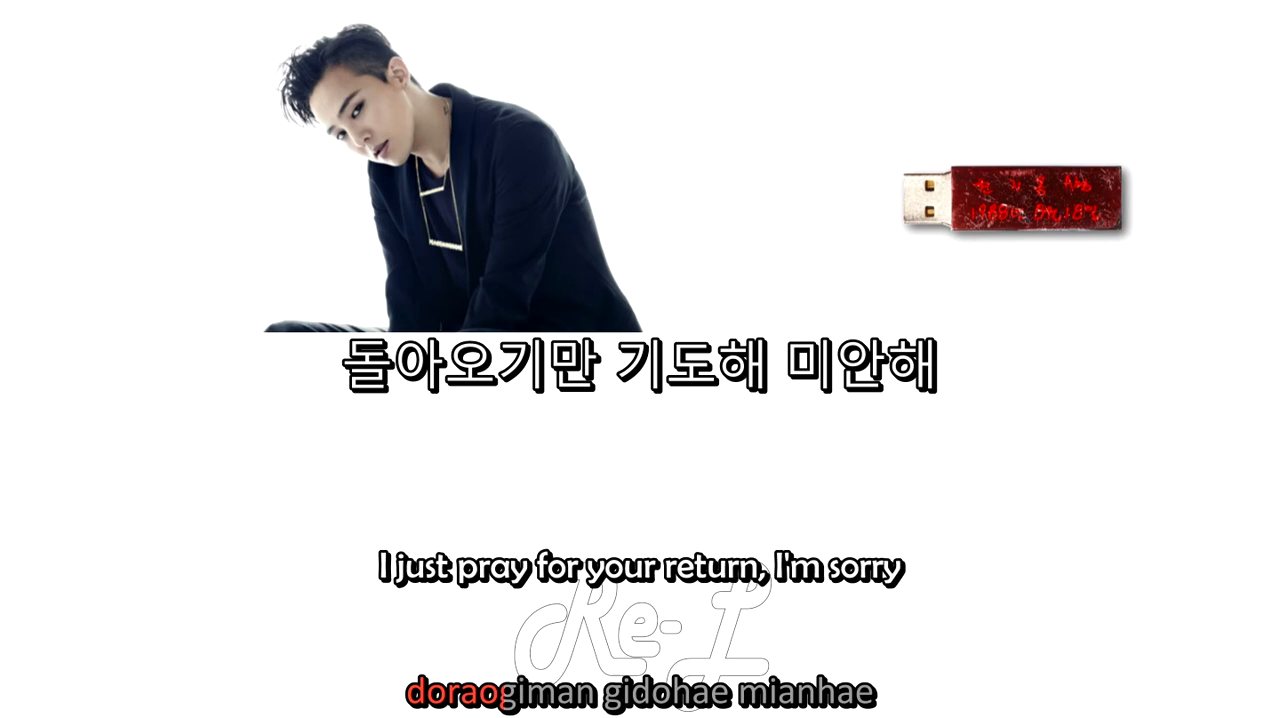 돌아오기만 기도해 미안해
I just pray for your return, I'm sorry
Re-L
doraogiman gidohae mianhae